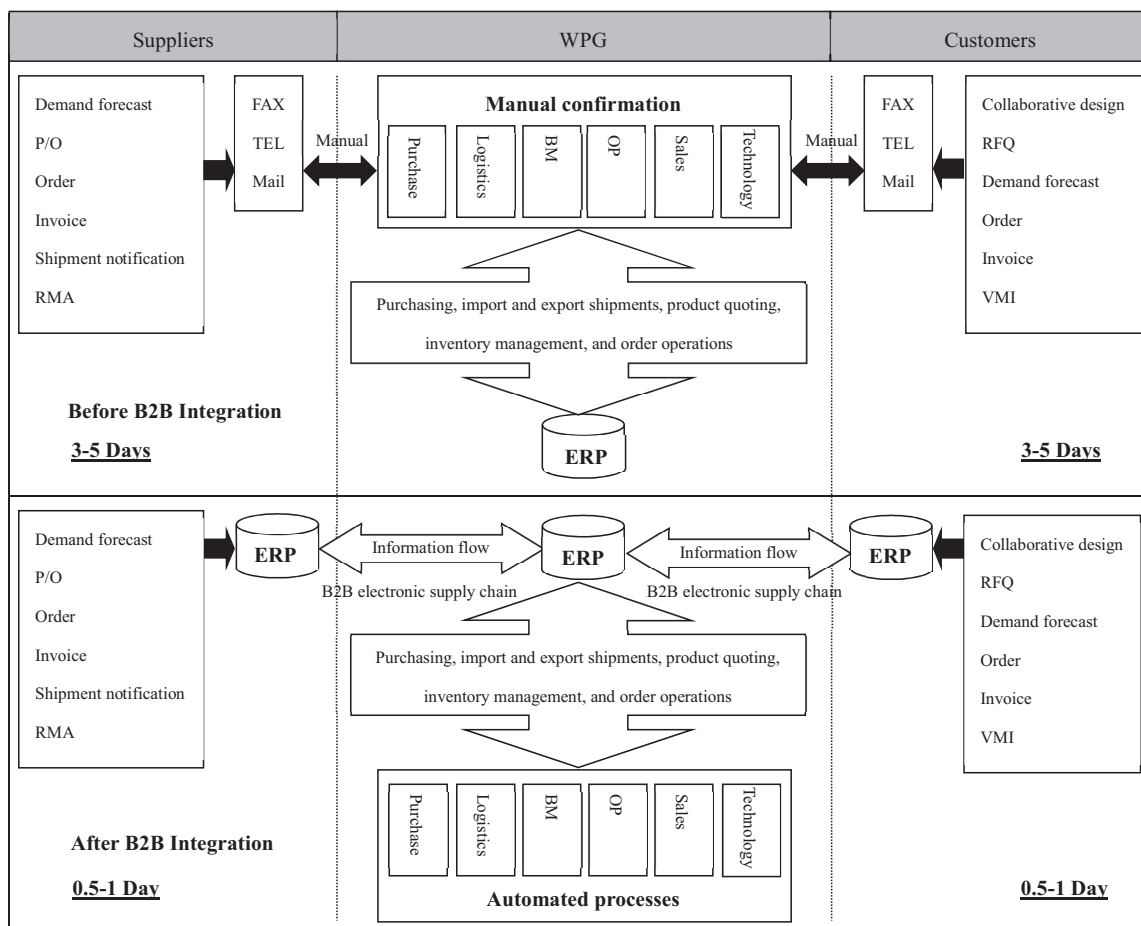 Suppliers
WPG
Customers
Demand forecast
P/O
Order
Invoice
Shipment notification
RMA
FAX
TEL
Mail
Manual
Manual confirmation
Purchase
Logistics
BM
OP
Sales
Technology
Manual
FAX
TEL
Mail
Collaborative design
RFQ
Demand forecast
Order
Invoice
VMI
Purchasing, import and export shipments, product quoting,
inventory management, and order operations
ERP
Before B2B Integration
3-5 Days
3-5 Days
Demand forecast
P/O
Order
Invoice
Shipment notification
RMA
ERP
Information flow
B2B electronic supply chain
ERP
Information flow
B2B electronic supply chain
ERP
Collaborative design
RFQ
Demand forecast
Order
Invoice
VMI
Purchasing, import and export shipments, product quoting,
inventory management, and order operations
Purchase
Logistics
BM
OP
Sales
Technology
Automated processes
After B2B Integration
0.5-1 Day
0.5-1 Day